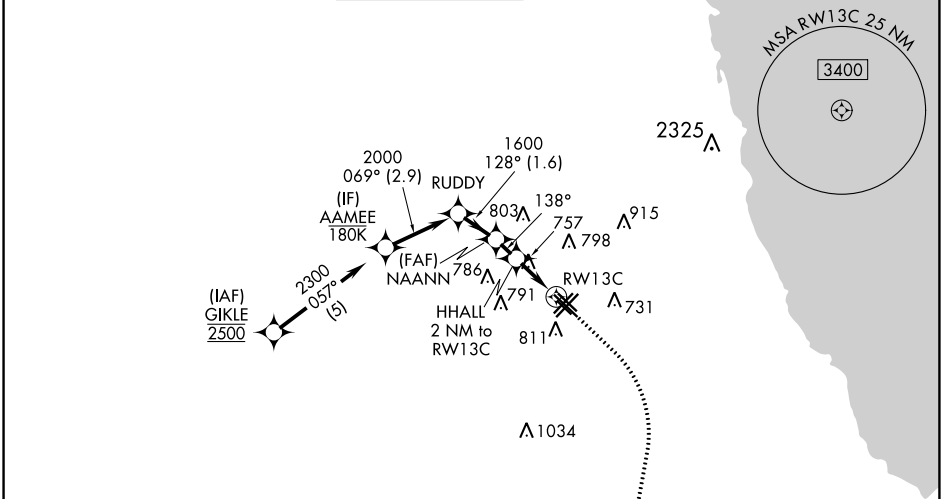 MSA RW13C 25 NM
3400
2325
1600
128° (1.6)
2000
069° (2.9)
RUDDY
(IF)
AAMEE
180K
803
138°
757
915
798
(FAF)
NAANN
786
791
RW13C
731
2300
057°
(5)
(IAF)
GIKLE
2500
HHALL
2 NM to
RW13C
811
1034